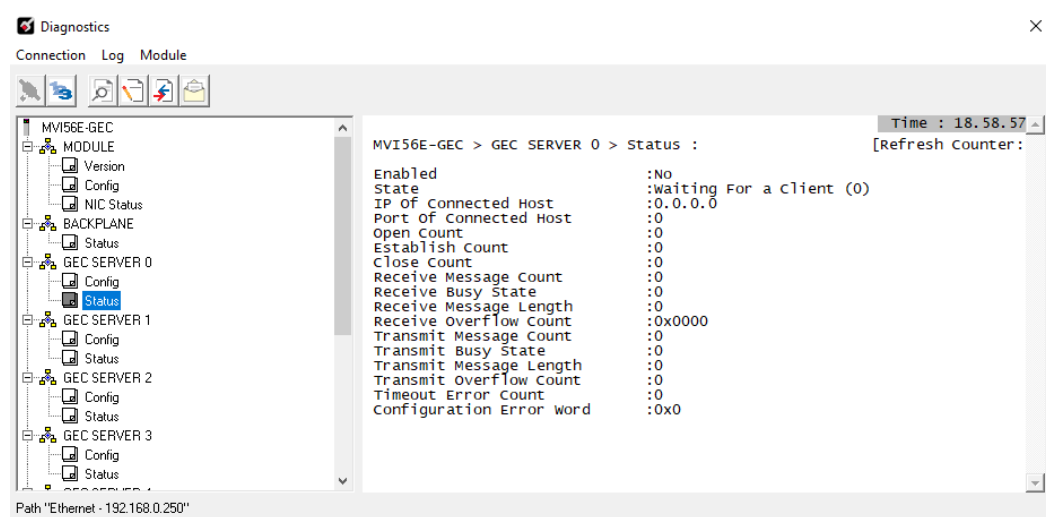 Diagnostics
Connection Log Module
MVI56E-GEC
MODULE
Version
Config
NIC Status
BACKPLANE
Status
GEC SERVER 0
Config
Status
GEC SERVER 1
Config
Status
GEC SERVER 2
Config
Status
GEC SERVER 3
Config
Status
Time : 18.58.57
MVI56E-GEC > GEC SERVER 0 > Status : [Refresh Counter:
Enabled :No
State :Waiting For a Client (0)
IP Of Connected Host :0.0.0.0
Port Of Connected Host :0
Open Count :0
Establish Count :0
Close Count :0
Receive Message Count :0
Receive Busy State :0
Receive Message Length :0
Receive Overflow Count :0x0000
Transmit Message Count :0
Transmit Busy State :0
Transmit Message Length :0
Transmit Overflow Count :0
Timeout Error Count :0
Configuration Error Word :0x0
Path "Ethernet - 192.168.0.250"